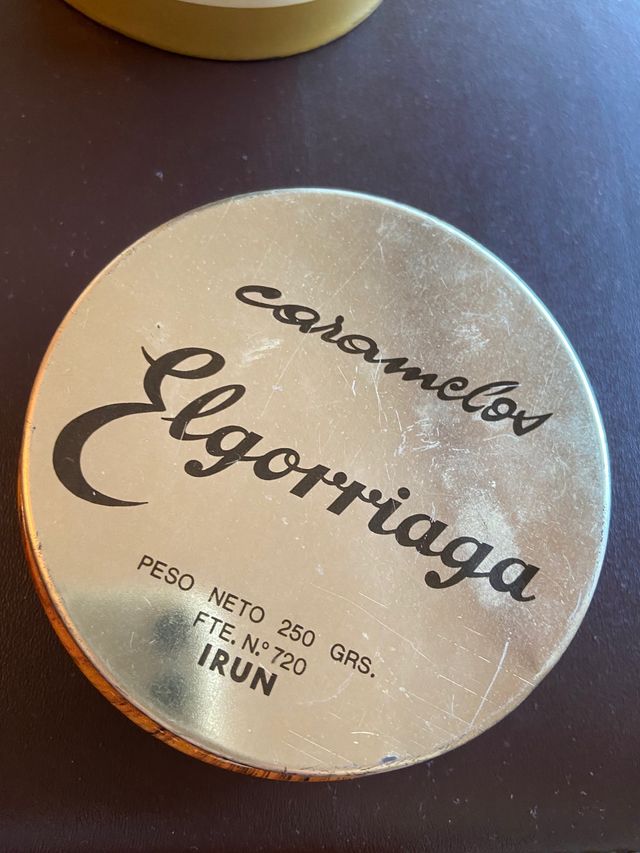 caramelos
Elgorriaga
PESO NETO 250 GRS.
FTE. N.º 720
IRUN